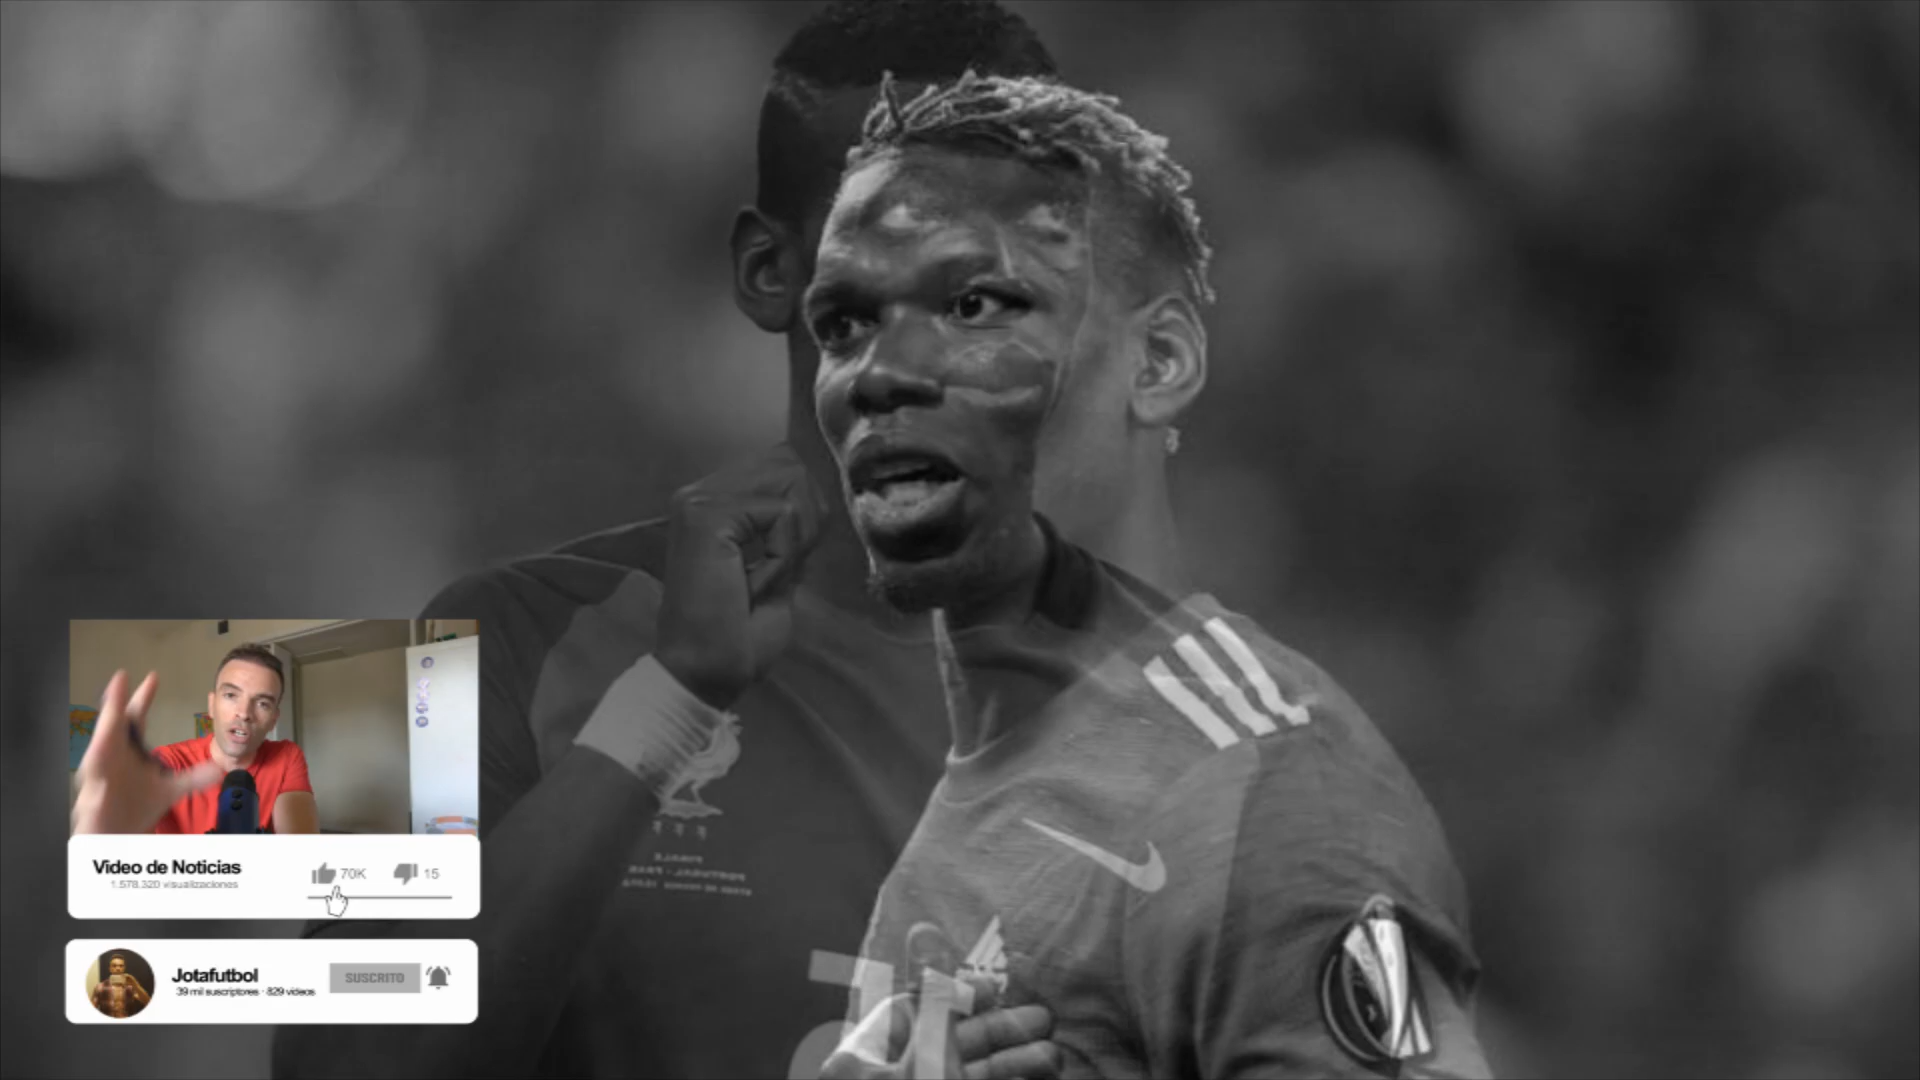 Video de Noticias
1.578.320 visualizaciones
70K
15
Jotafutbol
39 mil suscriptores · 829 videos
SUSCRITO